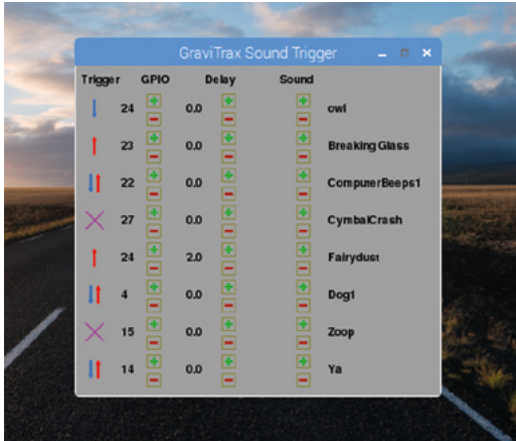 GraviTrax Sound Trigger
Trigger GPIO Delay Sound
24 0.0 owl
23 0.0 Breaking Glass
22 0.0 ComputerBeeps1
27 0.0 CymbalCrash
24 2.0 Fairydust
4 0.0 Dog1
15 0.0 Zoop
14 0.0 Ya